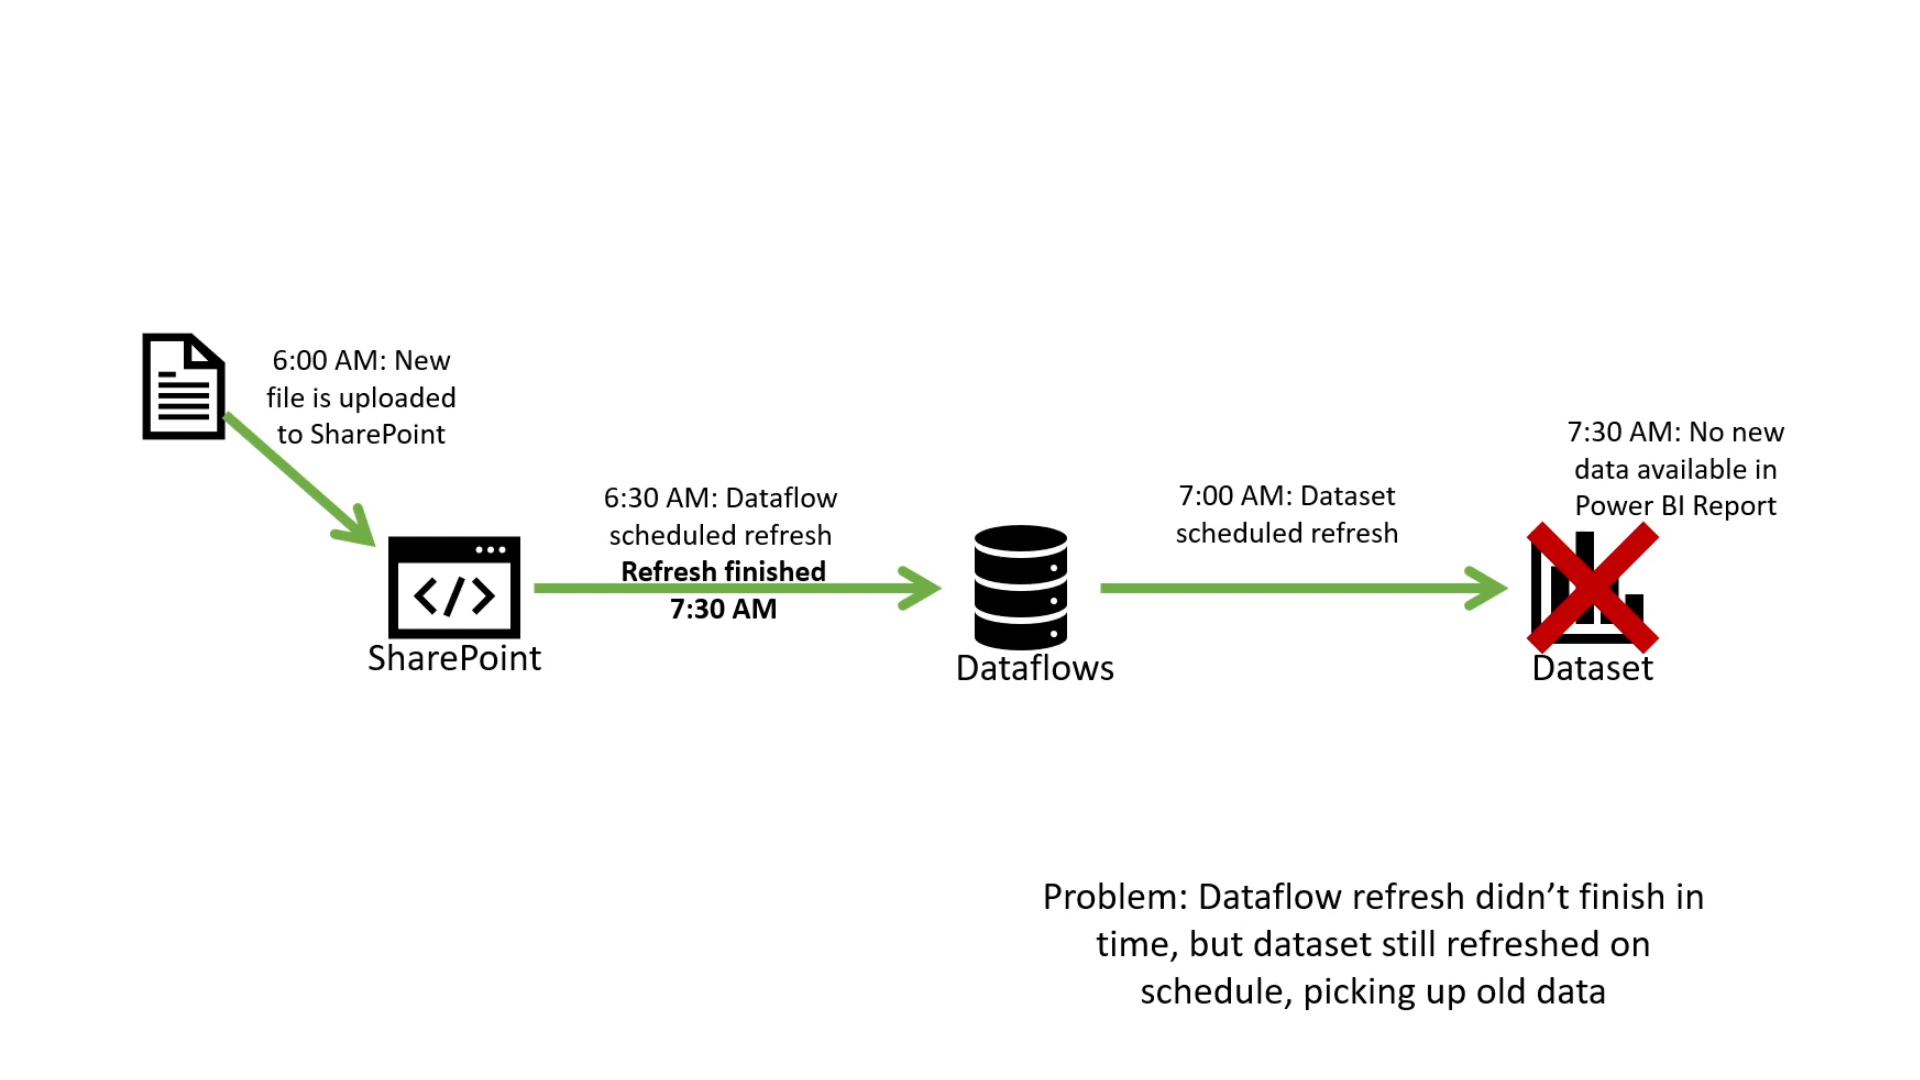 6:00 AM: New
file is uploaded
to SharePoint
SharePoint
6:30 AM: Dataflow
scheduled refresh
Refresh finished
7:30 AM
Dataflows
7:00 AM: Dataset
scheduled refresh
7:30 AM: No new
data available in
Power BI Report
Dataset
Problem: Dataflow refresh didn’t finish in
time, but dataset still refreshed on
schedule, picking up old data